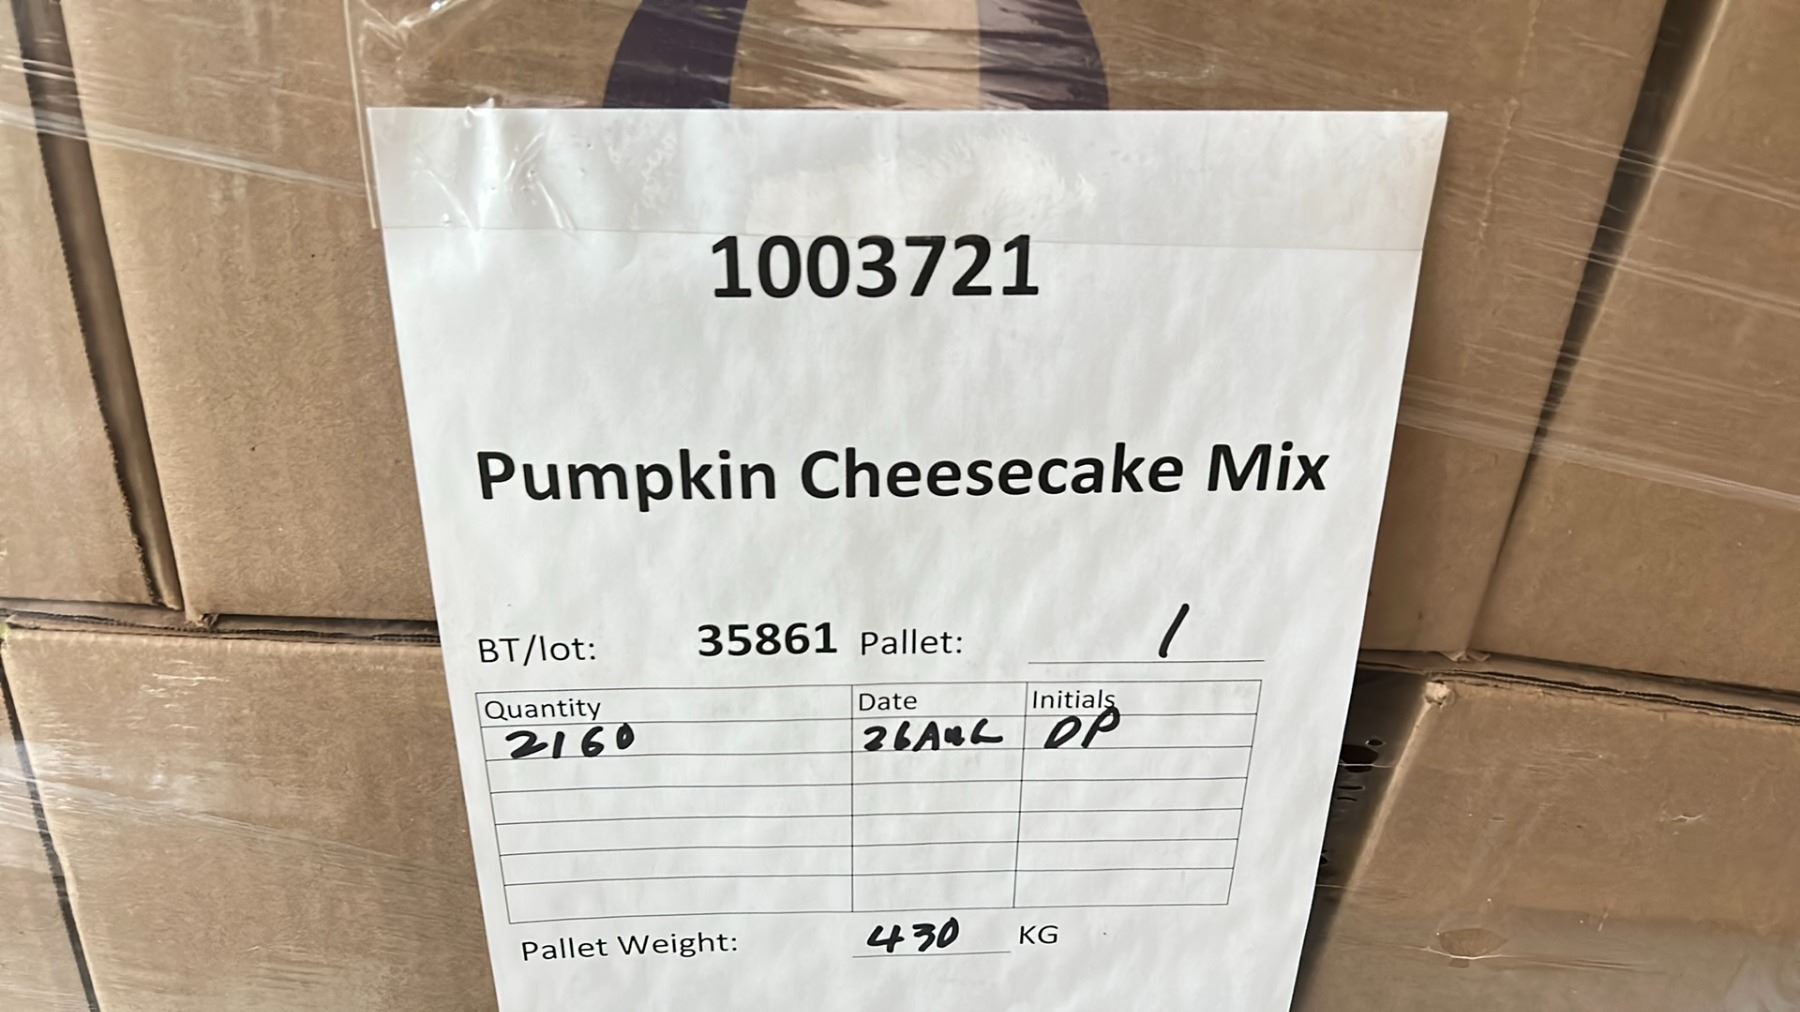 1003721
Pumpkin Cheesecake Mix
BT/lot: 35861 Pallet: 1
Quantity Date Initials
2160 26AUG DP
Pallet Weight: 430 KG